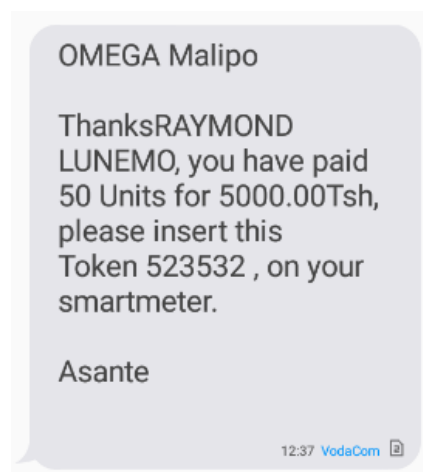 OMEGA Malipo
ThanksRAYMOND
LUNEMO, you have paid
50 Units for 5000.00Tsh,
please insert this
Token 523532 , on your
smartmeter.
Asante
12:37 VodaCom 2